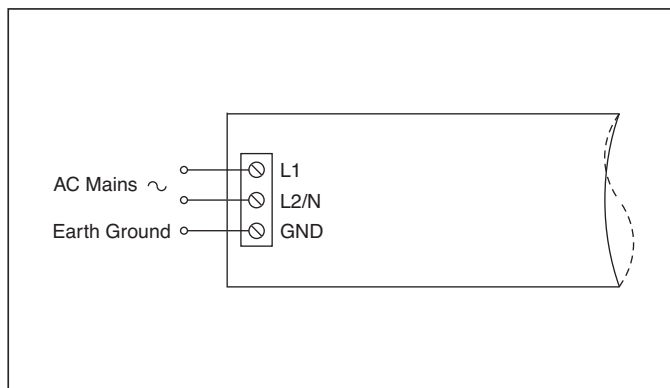 L1
AC Mains ∼
L2/N
Earth Ground
GND